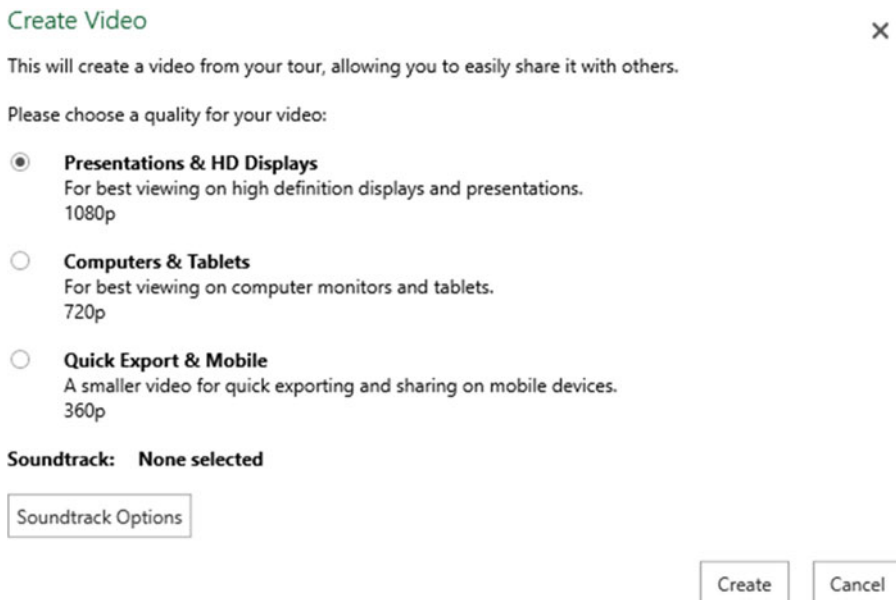 Create Video
This will create a video from your tour, allowing you to easily share it with others.
Please choose a quality for your video:
Presentations & HD Displays
For best viewing on high definition displays and presentations.
1080p
Computers & Tablets
For best viewing on computer monitors and tablets.
720p
Quick Export & Mobile
A smaller video for quick exporting and sharing on mobile devices.
360p
Soundtrack: None selected
Soundtrack Options
Create Cancel